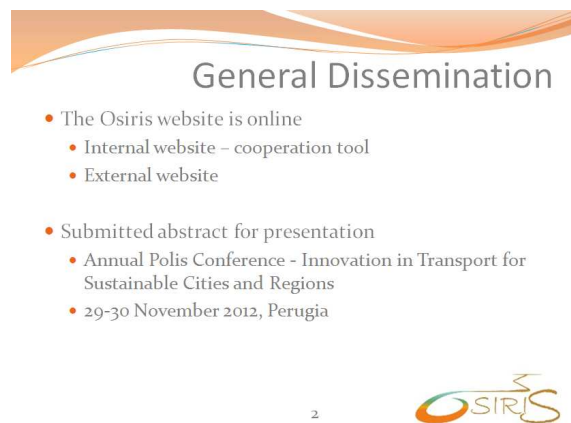 General Dissemination
The Osiris website is online
Internal website – cooperation tool
External website
Submitted abstract for presentation
Annual Polis Conference - Innovation in Transport for
Sustainable Cities and Regions
29-30 November 2012, Perugia
2
OSIRIS